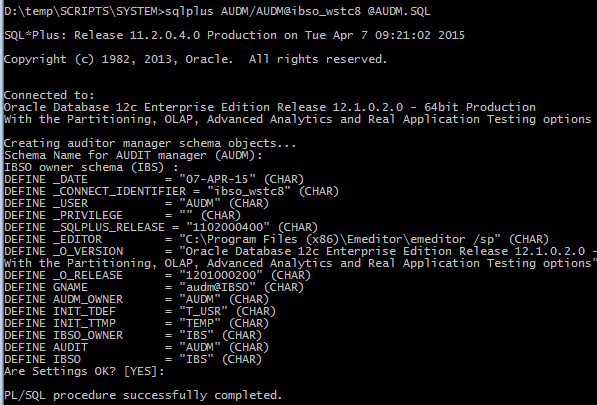 D:\temp\SCRIPTS\SYSTEM>sqlplus AUDM/AUDM@ibso_wstc8 @AUDM.SQL
SQL*Plus: Release 11.2.0.4.0 Production on Tue Apr 7 09:21:02 2015
Copyright (c) 1982, 2013, Oracle.  All rights reserved.
Connected to:
Oracle Database 12c Enterprise Edition Release 12.1.0.2.0 - 64bit Production
With the Partitioning, OLAP, Advanced Analytics and Real Application Testing options
Creating auditor manager schema objects...
Schema Name for AUDIT manager (AUDM):
IBSO owner schema (IBS) :
DEFINE _DATE           = "07-APR-15" (CHAR)
DEFINE _CONNECT_IDENTIFIER = "ibso_wstc8" (CHAR)
DEFINE _USER           = "AUDM" (CHAR)
DEFINE _PRIVILEGE      = "" (CHAR)
DEFINE _SQLPLUS_RELEASE = "1102000400" (CHAR)
DEFINE _EDITOR         = "C:\Program Files (x86)\Emeditor\emeditor /sp" (CHAR)
DEFINE _O_VERSION      = "Oracle Database 12c Enterprise Edition Release 12.1.0.2.0 -
With the Partitioning, OLAP, Advanced Analytics and Real Application Testing options"
DEFINE _O_RELEASE      = "1201000200" (CHAR)
DEFINE GNAME           = "audm@IBSO" (CHAR)
DEFINE AUDM_OWNER      = "AUDM" (CHAR)
DEFINE INIT_TDEF       = "T_USR" (CHAR)
DEFINE INIT_TTMP       = "TEMP" (CHAR)
DEFINE IBSO_OWNER      = "IBS" (CHAR)
DEFINE AUDIT           = "AUDM" (CHAR)
DEFINE IBSO            = "IBS" (CHAR)
Are Settings OK? [YES]:
PL/SQL procedure successfully completed.